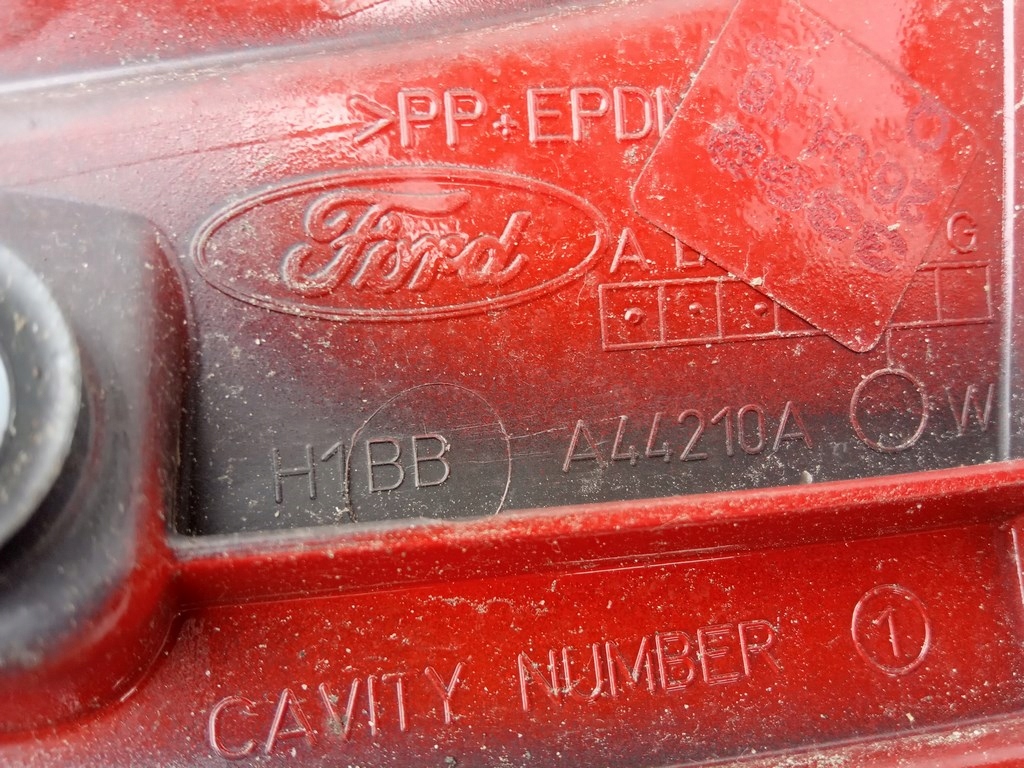 >PP+EPDM
Ford
A
G
H1BB A44210A W
CAVITY NUMBER 1